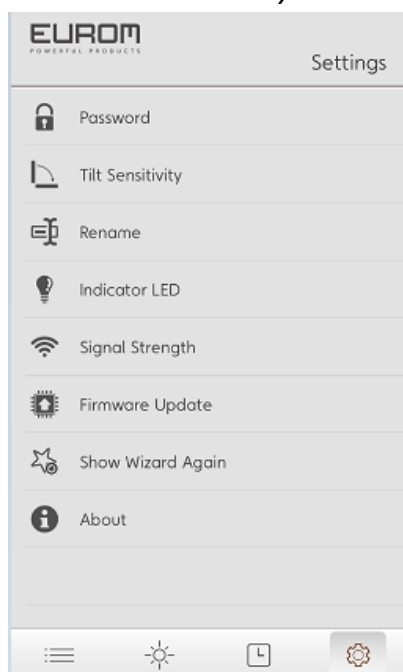 EUROM
POWERFUL PRODUCTS
Settings
Password
Tilt Sensitivity
Rename
Indicator LED
Signal Strength
Firmware Update
Show Wizard Again
About